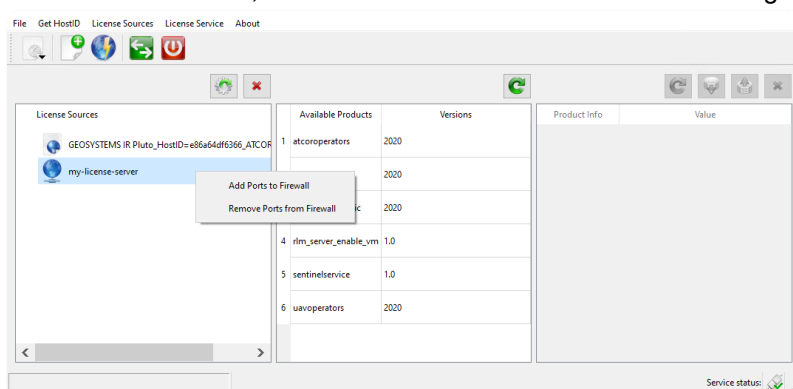 File Get HostID License Sources License Service About
License Sources Available Products Versions Product Info Value
GEOSYSTEMS IR Pluto_HostID=e86a64df6366_ATCOR 1 atcoroperators 2020
my-license-server 2020
Add Ports to Firewall
Remove Ports from Firewall ic 2020
4 rlm_server_enable_vm 1.0
5 sentinelservice 1.0
6 uavoperators 2020
Service status: